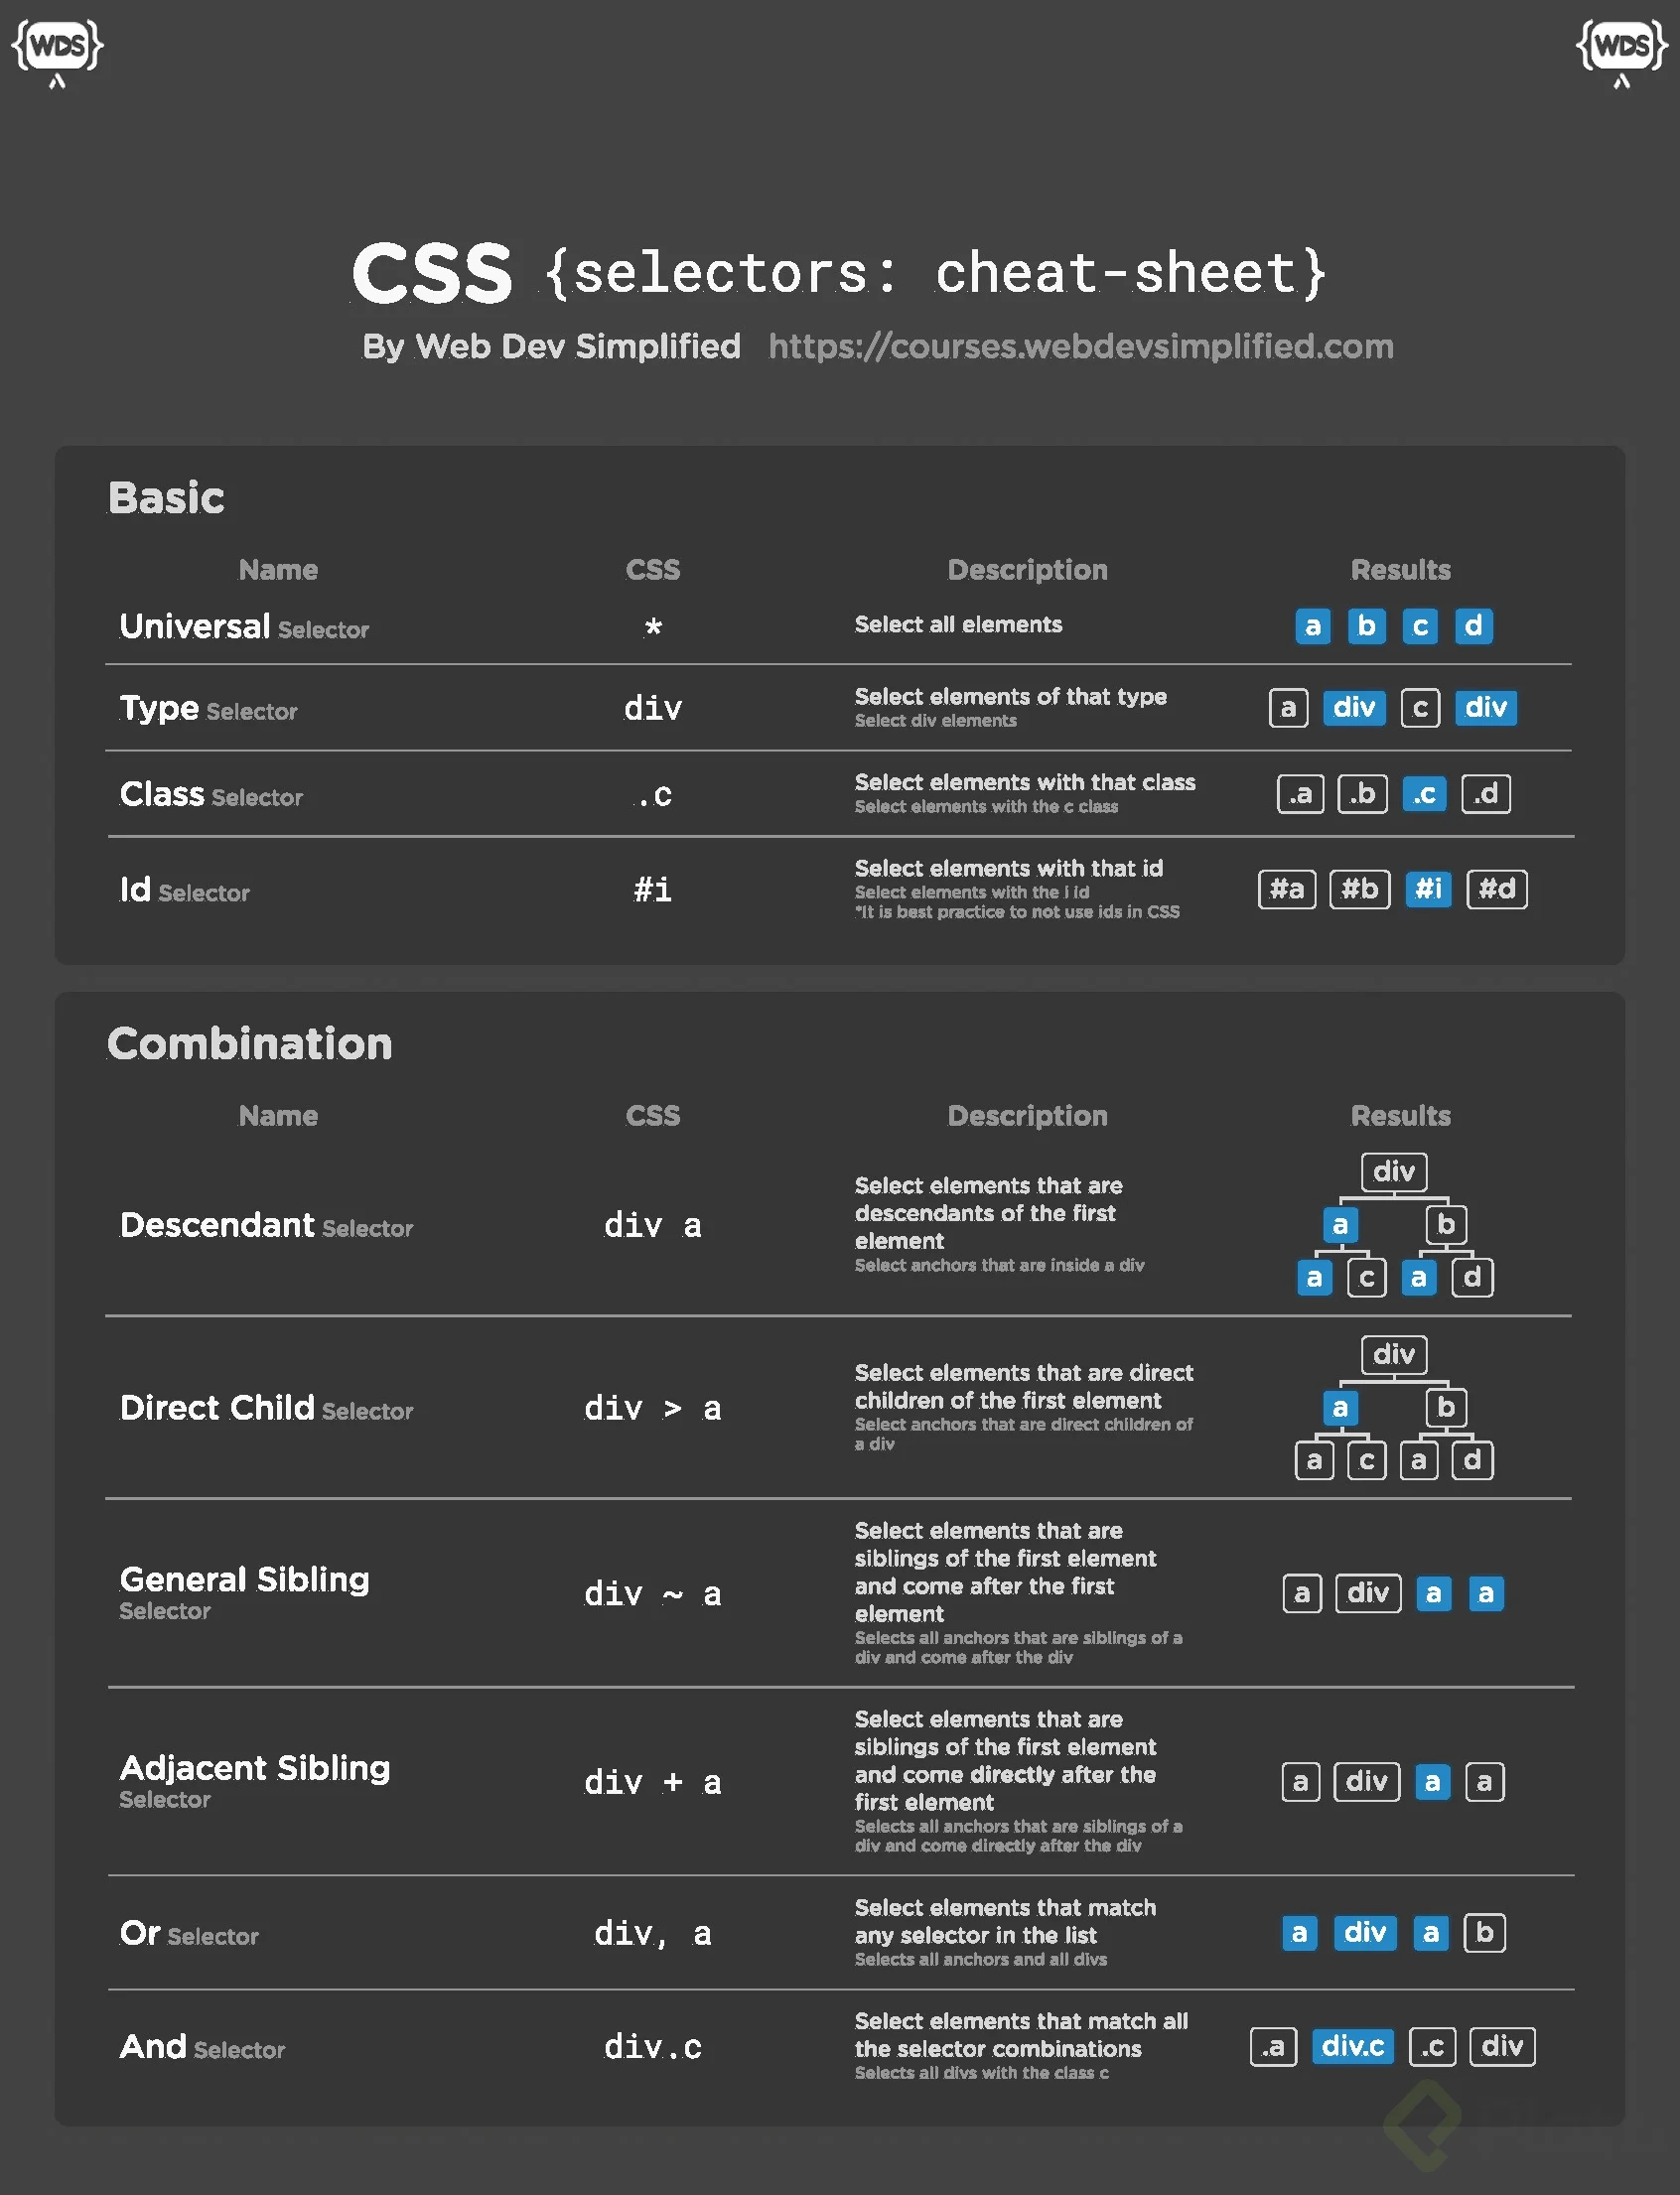 {WDS}
{WDS}
CSS {selectors: cheat-sheet}
By Web Dev Simplified https://courses.webdevsimplified.com
Basic
Name CSS Description Results
Universal Selector * Select all elements a b c d
Type Selector div Select elements of that type a div c div
Select div elements
Class Selector .c Select elements with that class .a .b .c .d
Select elements with the c class
Id Selector #i Select elements with that id #a #b #i #d
Select elements with the i id
*It is best practice to not use ids in CSS
Combination
Name CSS Description Results
Descendant Selector div a
Select elements that are
descendants of the first
element
Select anchors that are inside a div
div
a b
a c a d
Direct Child Selector div > a
Select elements that are direct
children of the first element
Select anchors that are direct children of
a div
div
a b
a c a d
General Sibling
Selector
div ~ a
Select elements that are
siblings of the first element
and come after the first
element
Selects all anchors that are siblings of a
div and come after the div
a div a a
Adjacent Sibling
Selector
div + a
Select elements that are
siblings of the first element
and come directly after the
first element
Selects all anchors that are siblings of a
div and come directly after the div
a div a a
Or Selector div, a
Select elements that match
any selector in the list
Selects all anchors and all divs
a div a b
And Selector div.c
Select elements that match all
the selector combinations
Selects all divs with the class c
.a div.c .c div